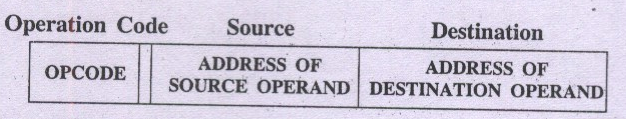 Operation Code Source Destination
OPCODE
ADDRESS OF
SOURCE OPERAND
ADDRESS OF
DESTINATION OPERAND